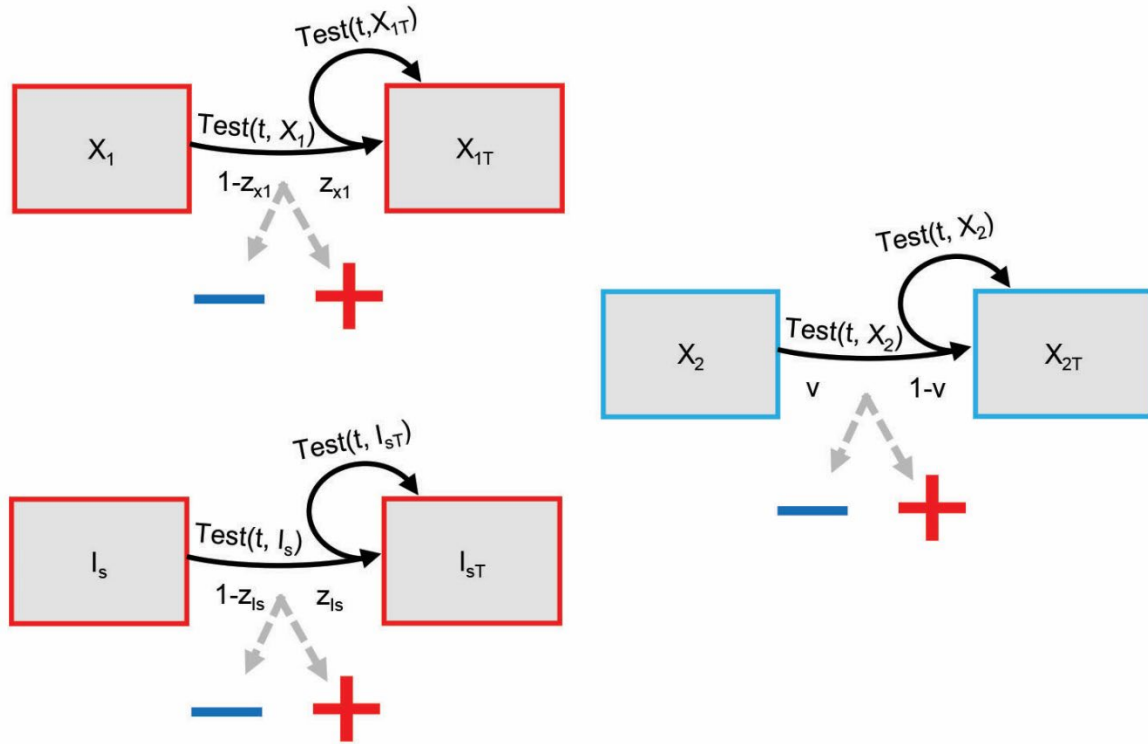 Test(t,X1T)
X1
Test(t, X1)
X1T
1-zx1
zx1
Test(t, X2)
X2
Test(t, X2)
X2T
v
1-v
Test(t, IsT)
Is
Test(t, Is)
IsT
1-zIs
zIs